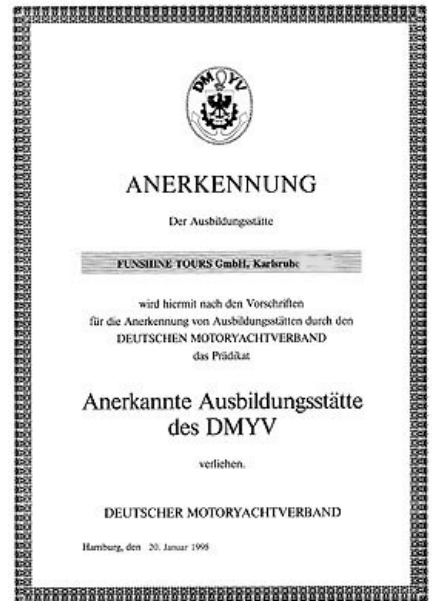 DMYV
ANERKENNUNG
Der Ausbildungsstätte
FUNSHINE TOURS GmbH, Karlsruhe
wird hiermit nach den Vorschriften
für die Anerkennung von Ausbildungsstätten durch den
DEUTSCHEN MOTORYACHTVERBAND
das Prädikat
Anerkannte Ausbildungsstätte
des DMYV
verliehen.
DEUTSCHER MOTORYACHTVERBAND
Hamburg, den 20. Januar 1998